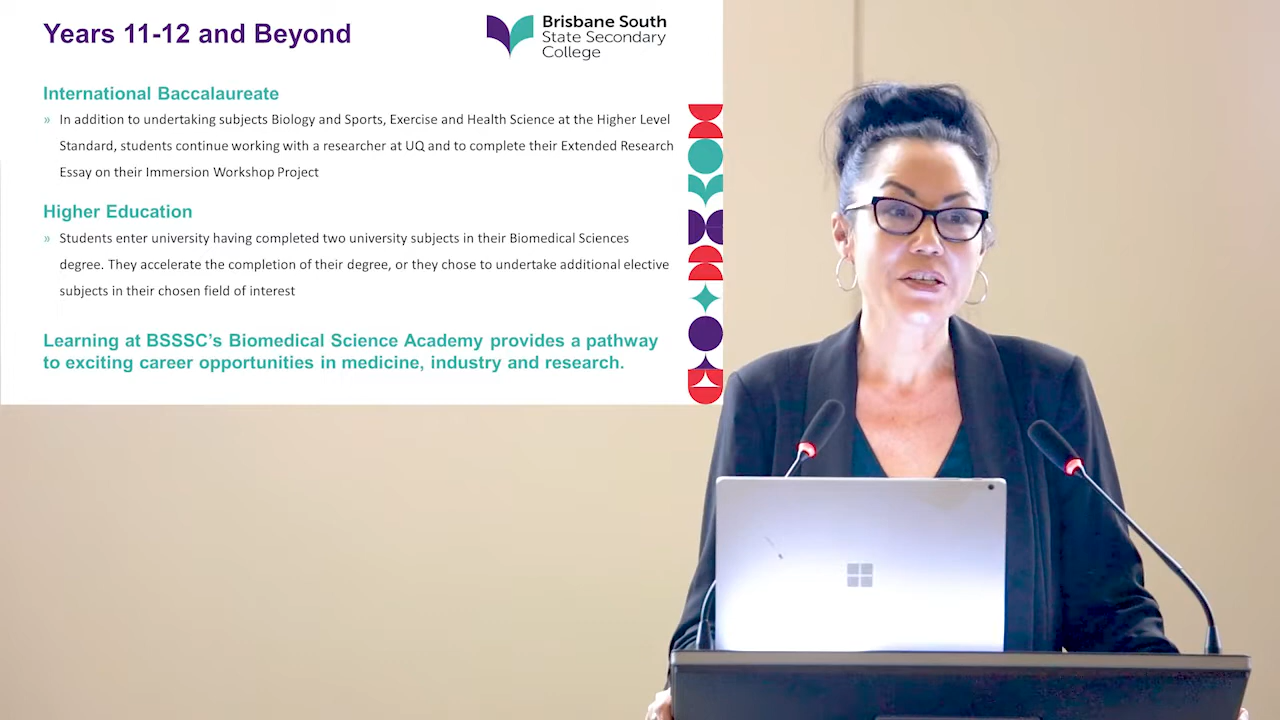 Years 11-12 and Beyond
Brisbane South
State Secondary
College
International Baccalaureate
» In addition to undertaking subjects Biology and Sports, Exercise and Health Science at the Higher Level
Standard, students continue working with a researcher at UQ and to complete their Extended Research
Essay on their Immersion Workshop Project
Higher Education
» Students enter university having completed two university subjects in their Biomedical Sciences
degree. They accelerate the completion of their degree, or they chose to undertake additional elective
subjects in their chosen field of interest
Learning at BSSSC’s Biomedical Science Academy provides a pathway
to exciting career opportunities in medicine, industry and research.